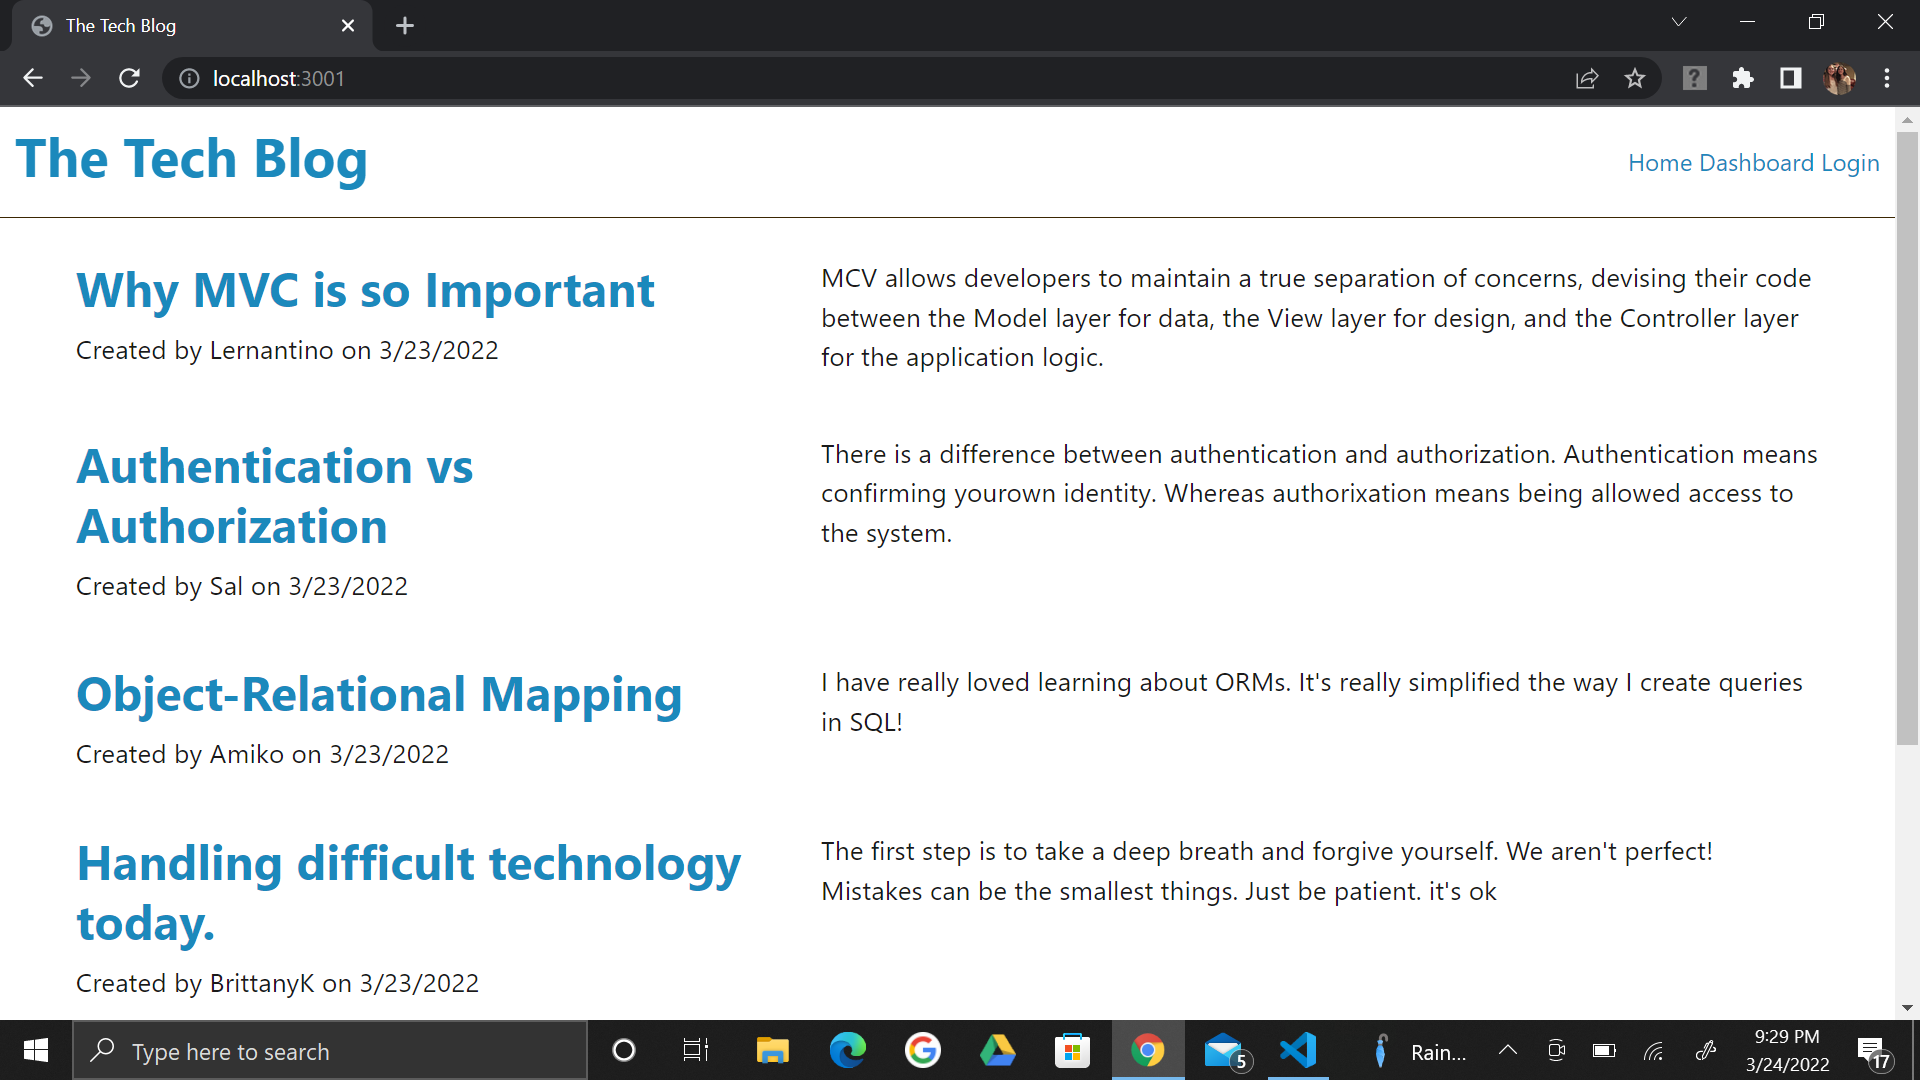 The Tech Blog
localhost:3001
The Tech Blog
Home Dashboard Login
Why MVC is so Important
Created by Lernantino on 3/23/2022
MCV allows developers to maintain a true separation of concerns, devising their code
between the Model layer for data, the View layer for design, and the Controller layer
for the application logic.
Authentication vs
Authorization
Created by Sal on 3/23/2022
There is a difference between authentication and authorization. Authentication means
confirming yourown identity. Whereas authorixation means being allowed access to
the system.
Object-Relational Mapping
Created by Amiko on 3/23/2022
I have really loved learning about ORMs. It's really simplified the way I create queries
in SQL!
Handling difficult technology
today.
Created by BrittanyK on 3/23/2022
The first step is to take a deep breath and forgive yourself. We aren't perfect!
Mistakes can be the smallest things. Just be patient. it's ok
Type here to search
5
Rain...
9:29 PM
3/24/2022
17